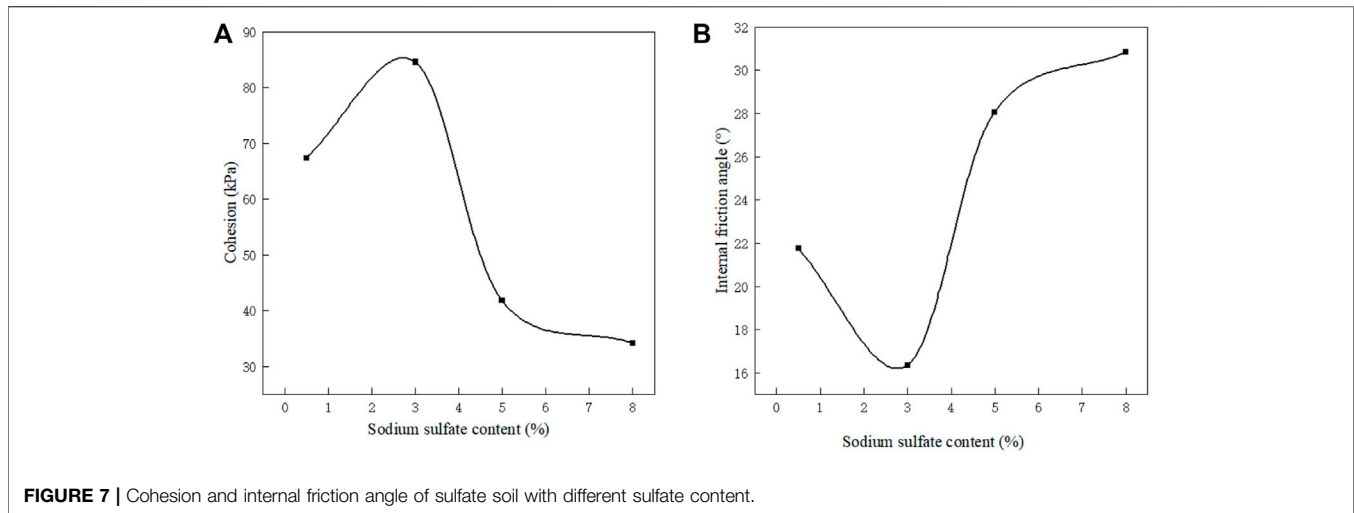 A
90
80
70
60
50
40
30
Cohesion (kPa)
0 1 2 3 4 5 6 7 8
Sodium sulfate content (%)
B
32
30
28
26
24
22
20
18
16
Internal friction angle (°)
0 1 2 3 4 5 6 7 8
Sodium sulfate content (%)
FIGURE 7 | Cohesion and internal friction angle of sulfate soil with different sulfate content.